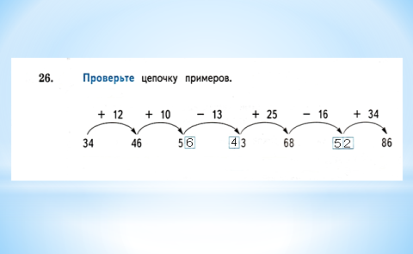 26. Проверьте цепочку примеров.
+ 12 + 10 − 13 + 25 − 16 + 34
34 46 56 43 68 52 86